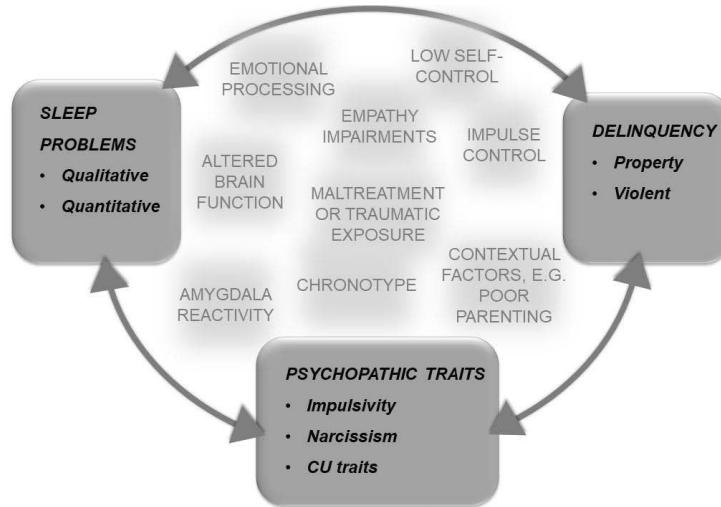 EMOTIONAL
PROCESSING
LOW SELF-
CONTROL
SLEEP
PROBLEMS
• Qualitative
• Quantitative
EMPATHY
IMPAIRMENTS
IMPULSE
CONTROL
DELINQUENCY
• Property
• Violent
ALTERED
BRAIN
FUNCTION
MALTREATMENT
OR TRAUMATIC
EXPOSURE
AMYGDALA
REACTIVITY
CHRONOTYPE
CONTEXTUAL
FACTORS, E.G.
POOR
PARENTING
PSYCHOPATHIC TRAITS
• Impulsivity
• Narcissism
• CU traits